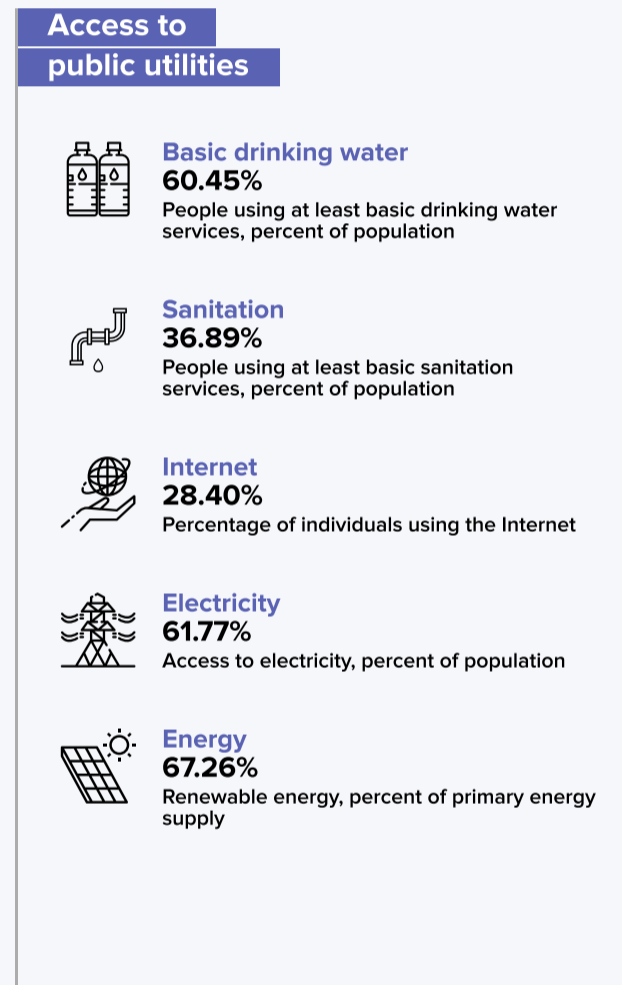 Access to
public utilities
Basic drinking water
60.45%
People using at least basic drinking water
services, percent of population
Sanitation
36.89%
People using at least basic sanitation
services, percent of population
Internet
28.40%
Percentage of individuals using the Internet
Electricity
61.77%
Access to electricity, percent of population
Energy
67.26%
Renewable energy, percent of primary energy
supply